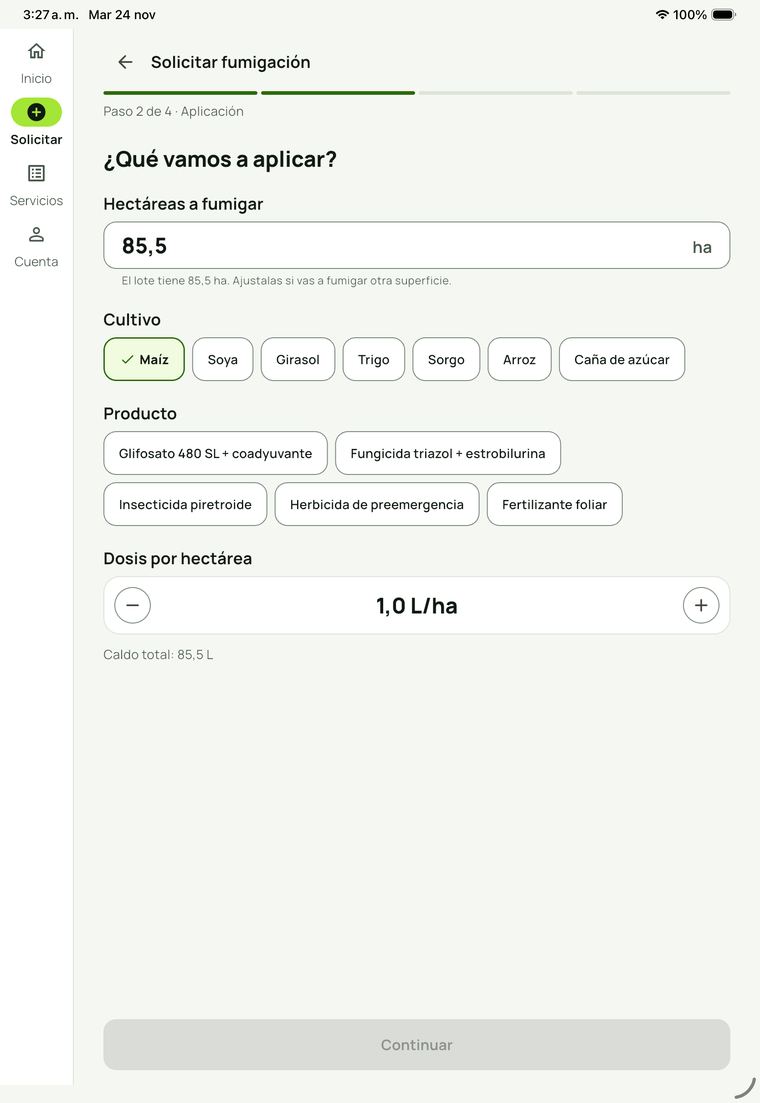 3:27 a. m. Mar 24 nov 100%
Inicio
Solicitar
Servicios
Cuenta
Solicitar fumigación
Paso 2 de 4 · Aplicación
¿Qué vamos a aplicar?
Hectáreas a fumigar
85,5 ha
El lote tiene 85,5 ha. Ajustalas si vas a fumigar otra superficie.
Cultivo
Maíz Soya Girasol Trigo Sorgo Arroz Caña de azúcar
Producto
Glifosato 480 SL + coadyuvante Fungicida triazol + estrobilurina
Insecticida piretroide Herbicida de preemergencia Fertilizante foliar
Dosis por hectárea
− 1,0 L/ha +
Caldo total: 85,5 L
Continuar